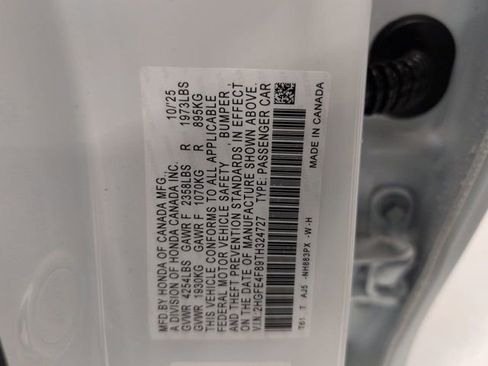 MFD.BY HONDA OF CANADA MFG., 10/25
A DIVISION OF HONDA CANADA INC.
GVWR 4254LBS GAWR F 2358LBS R 1973LBS
GVWR 1930KG GAWR F 1070KG R 895KG
THIS VEHICLE CONFORMS TO ALL APPLICABLE
FEDERAL MOTOR VEHICLE SAFETY, BUMPER,
AND THEFT PREVENTION STANDARDS IN EFFECT
ON THE DATE OF MANUFACTURE SHOWN ABOVE.
V.I.N:2HGFE4F89TH324727 TYPE:PASSENGER CAR
T61 T AJ5 -NH883PX -W -H
MADE IN CANADA